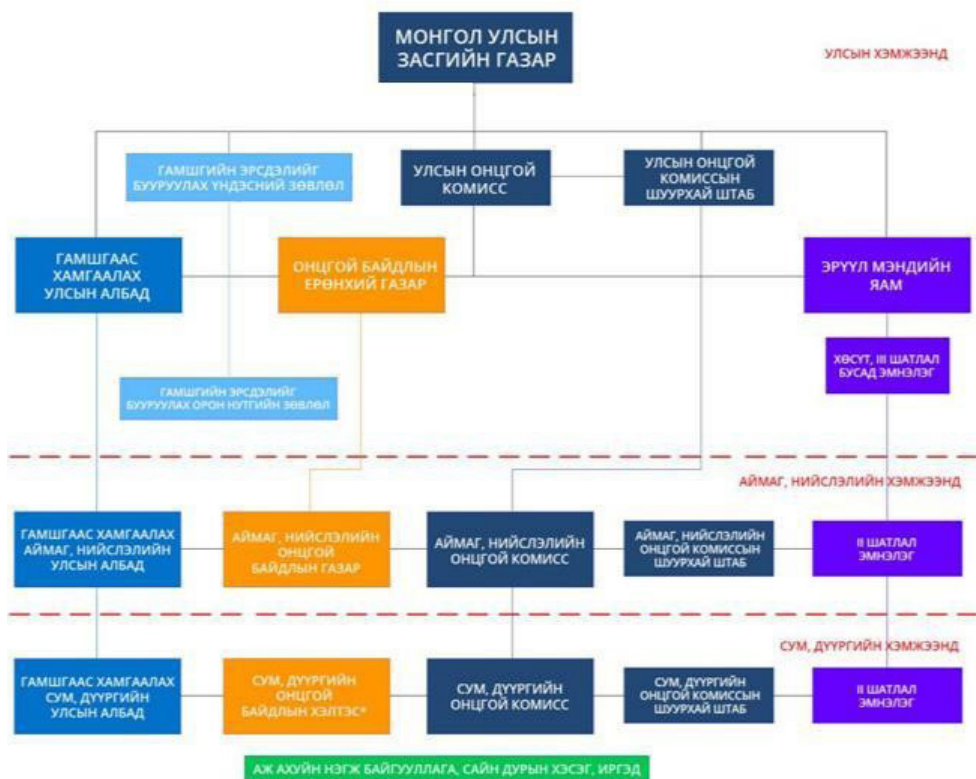 МОНГОЛ УЛСЫН
ЗАСГИЙН ГАЗАР
УЛСЫН ХЭМЖЭЭНД
ГАМШГИЙН ЭРСДЭЛИЙГ
БУУРУУЛАХ ҮНДЭСНИЙ ЗӨВЛӨЛ
УЛСЫН ОНЦГОЙ
КОМИСС
УЛСЫН ОНЦГОЙ
КОМИССЫН
ШУУРХАЙ ШТАБ
ГАМШГААС
ХАМГААЛАХ
УЛСЫН АЛБАД
ОНЦГОЙ БАЙДЛЫН
ЕРӨНХИЙ ГАЗАР
ЭРҮҮЛ МЭНДИЙН
ЯАМ
ХӨСҮТ, III ШАТЛАЛ
БУСАД ЭМНЭЛЭГ
ГАМШГИЙН ЭРСДЭЛИЙГ
БУУРУУЛАХ ОРОН НУТГИЙН ЗӨВЛӨЛ
АЙМАГ, НИЙСЛЭЛИЙН ХЭМЖЭЭНД
ГАМШГААС ХАМГААЛАХ
АЙМАГ, НИЙСЛЭЛИЙН
УЛСЫН АЛБАД
АЙМАГ, НИЙСЛЭЛИЙН
ОНЦГОЙ
БАЙДЛЫН ГАЗАР
АЙМАГ, НИЙСЛЭЛИЙН
ОНЦГОЙ КОМИСС
АЙМАГ, НИЙСЛЭЛИЙН
ОНЦГОЙ КОМИССЫН
ШУУРХАЙ ШТАБ
II ШАТЛАЛ
ЭМНЭЛЭГ
СУМ, ДҮҮРГИЙН ХЭМЖЭЭНД
ГАМШГААС ХАМГААЛАХ
СУМ, ДҮҮРГИЙН
УЛСЫН АЛБАД
СУМ, ДҮҮРГИЙН
ОНЦГОЙ
БАЙДЛЫН ХЭЛТЭС*
СУМ, ДҮҮРГИЙН
ОНЦГОЙ КОМИСС
СУМ, ДҮҮРГИЙН
ОНЦГОЙ КОМИССЫН
ШУУРХАЙ ШТАБ
II ШАТЛАЛ
ЭМНЭЛЭГ
АЖ АХУЙН НЭГЖ БАЙГУУЛЛАГА, САЙН ДУРЫН ХЭСЭГ, ИРГЭД